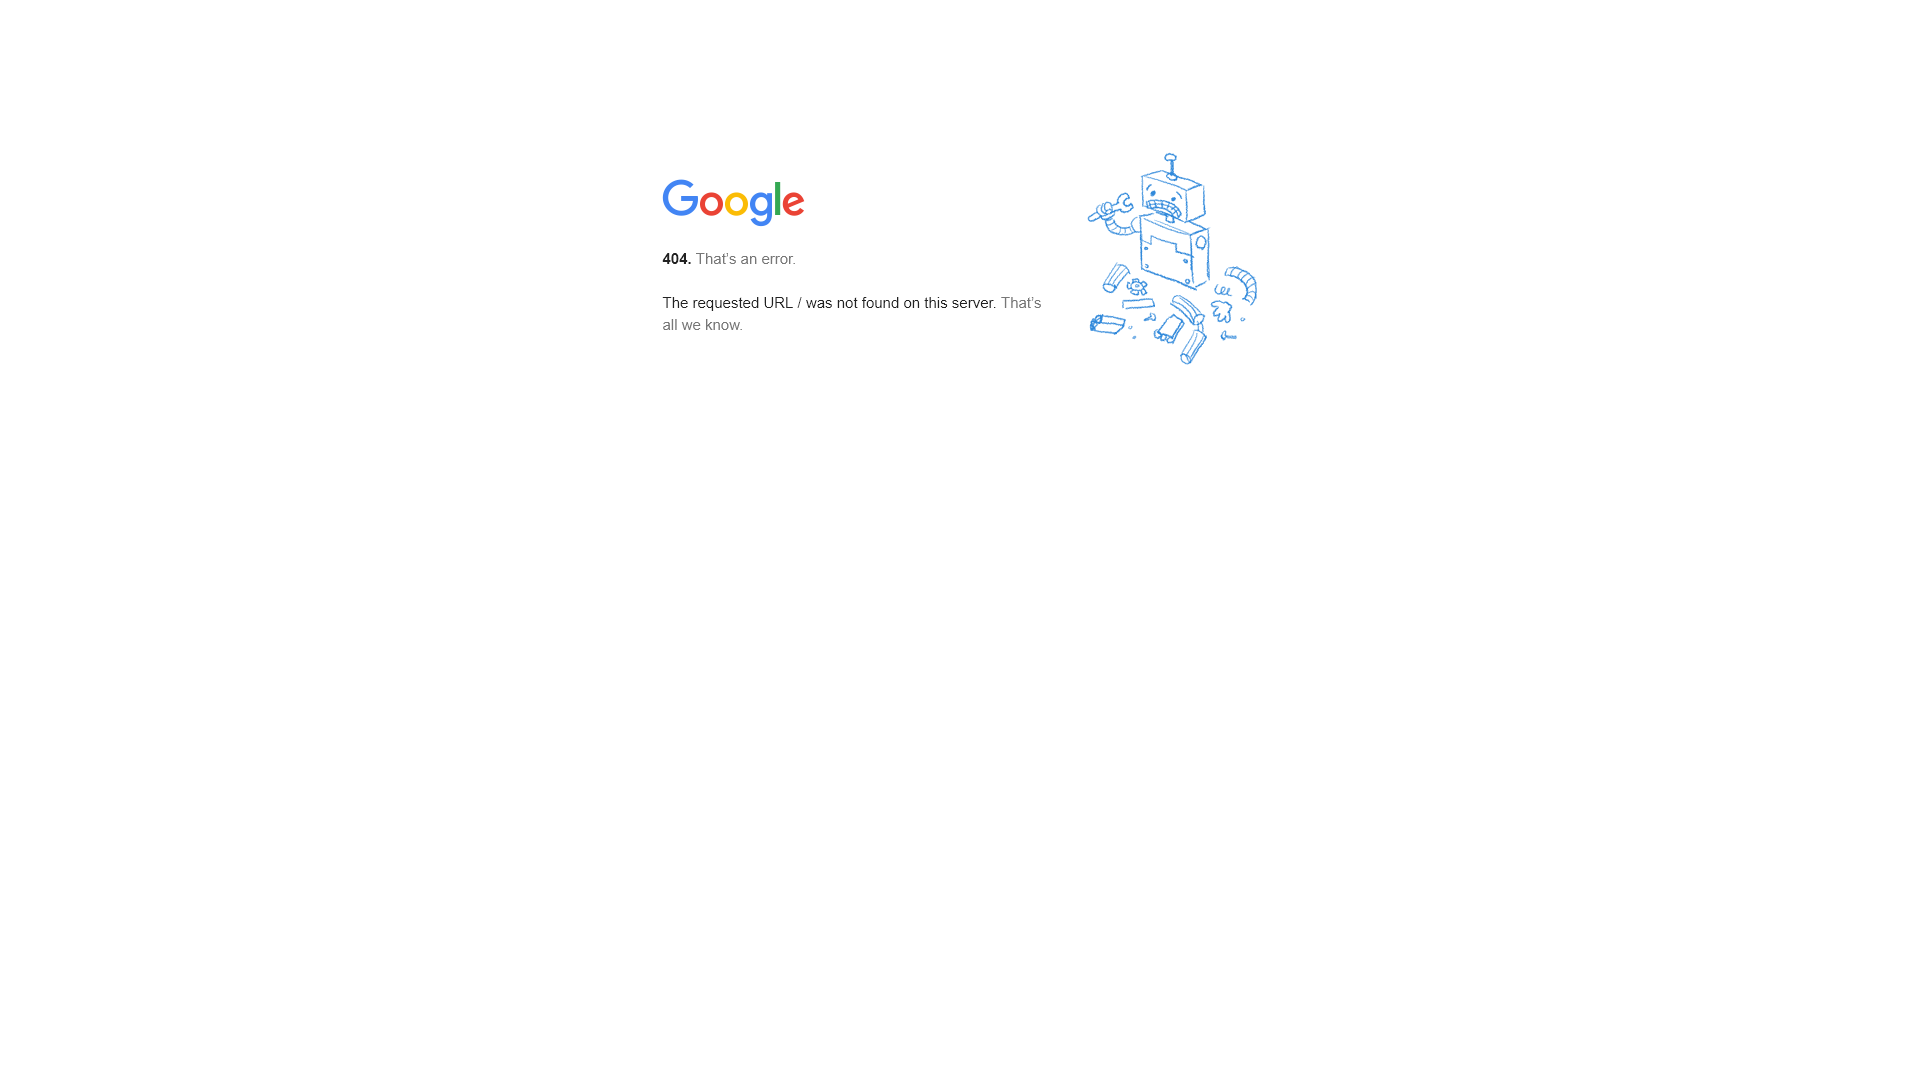 Google
404. That’s an error.
The requested URL / was not found on this server. That’s
all we know.